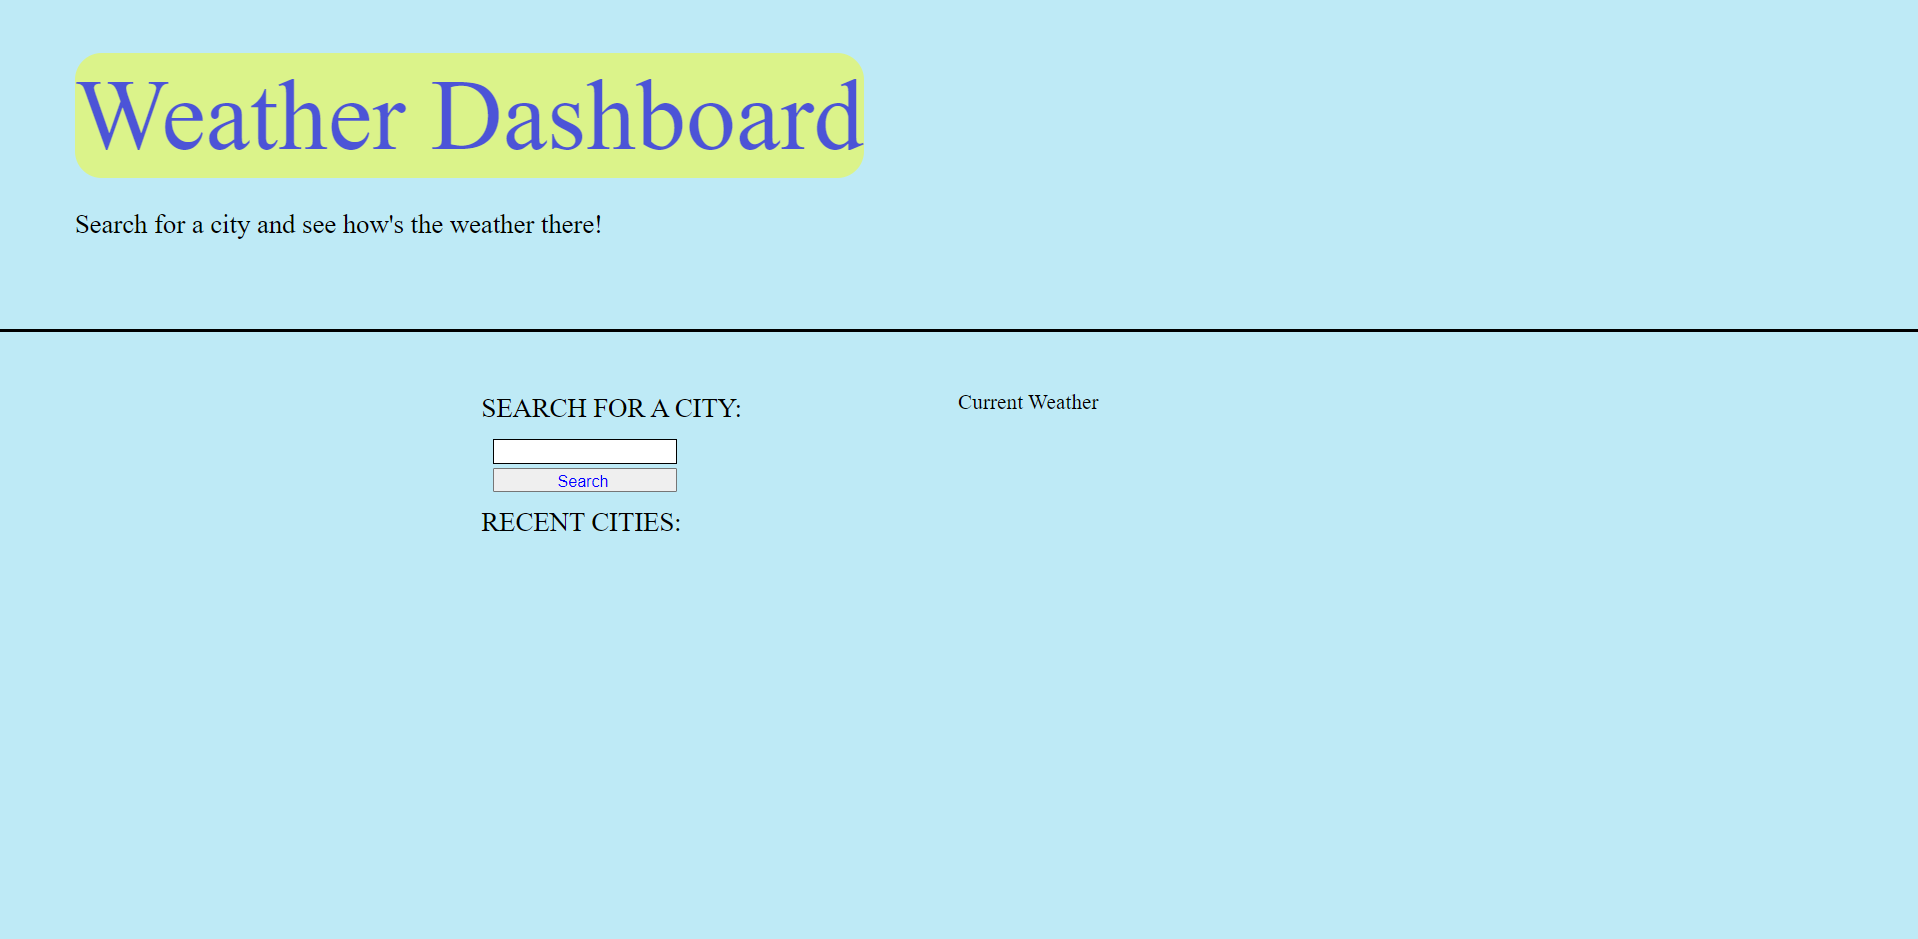 Weather Dashboard
Search for a city and see how's the weather there!
SEARCH FOR A CITY:
Search
RECENT CITIES:
Current Weather